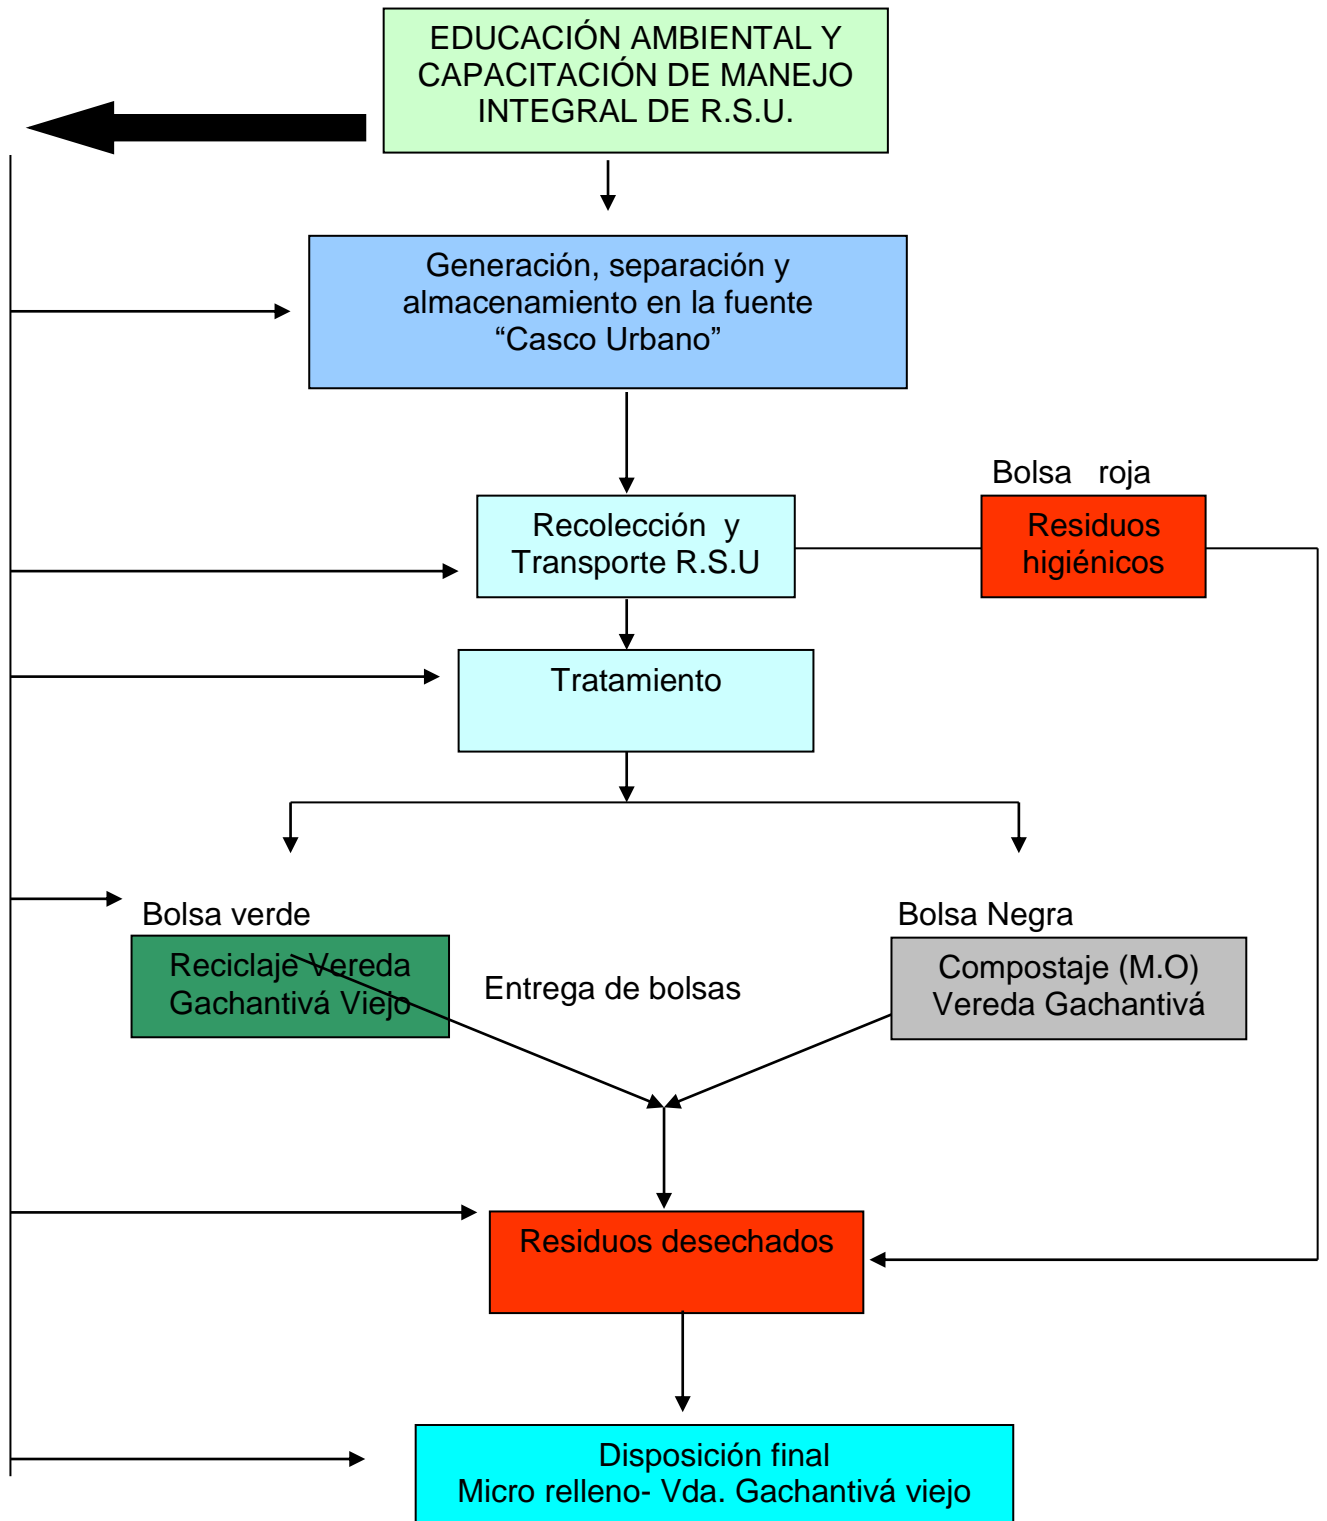 EDUCACIÓN AMBIENTAL Y
CAPACITACIÓN DE MANEJO
INTEGRAL DE R.S.U.
Generación, separación y
almacenamiento en la fuente
“Casco Urbano”
Bolsa roja
Recolección y
Transporte R.S.U
Residuos
higiénicos
Tratamiento
Bolsa verde
Reciclaje Vereda
Gachantivá Viejo
Entrega de bolsas
Bolsa Negra
Compostaje (M.O)
Vereda Gachantivá
Residuos desechados
Disposición final
Micro relleno- Vda. Gachantivá viejo